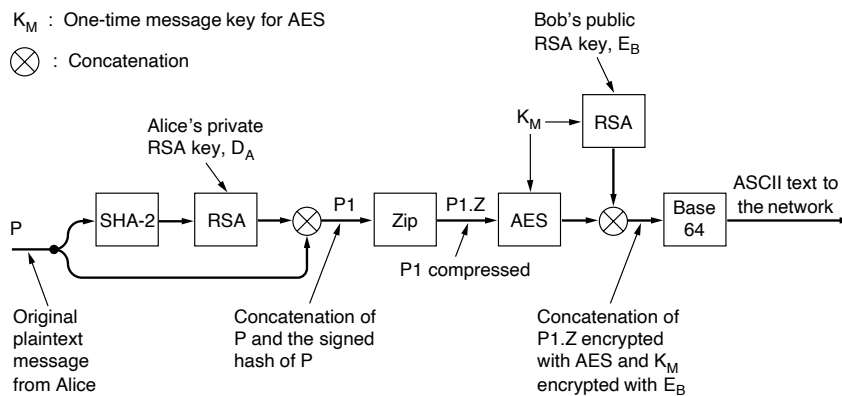 K_M : One-time message key for AES
: Concatenation
Bob's public
RSA key, E_B
Alice's private
RSA key, D_A
K_M
RSA
P
SHA-2
RSA
P1
Zip
P1.Z
AES
Base
64
ASCII text to
the network
P1 compressed
Original
plaintext
message
from Alice
Concatenation of
P and the signed
hash of P
Concatenation of
P1.Z encrypted
with AES and K_M
encrypted with E_B